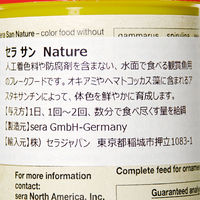 sera San Nature – color food without
gammarus, spirulina
セラ サン Nature
人工着色料や防腐剤を含まない、水面で食べる観賞魚用
のフレークフードです。オキアミやヘマトコッカス藻に含まれるア
スタキサンチンによって、体色を鮮やかに育成します。
【与え方】1日、1回~2回、数分で食べ尽くす量を給餌
【製造元】sera GmbH-Germany
【輸入元】(株) セラジャパン 東京都稲城市押立1083-1
For more information
contact:
sera North America, Inc.
Complete feed for
Guaranteed